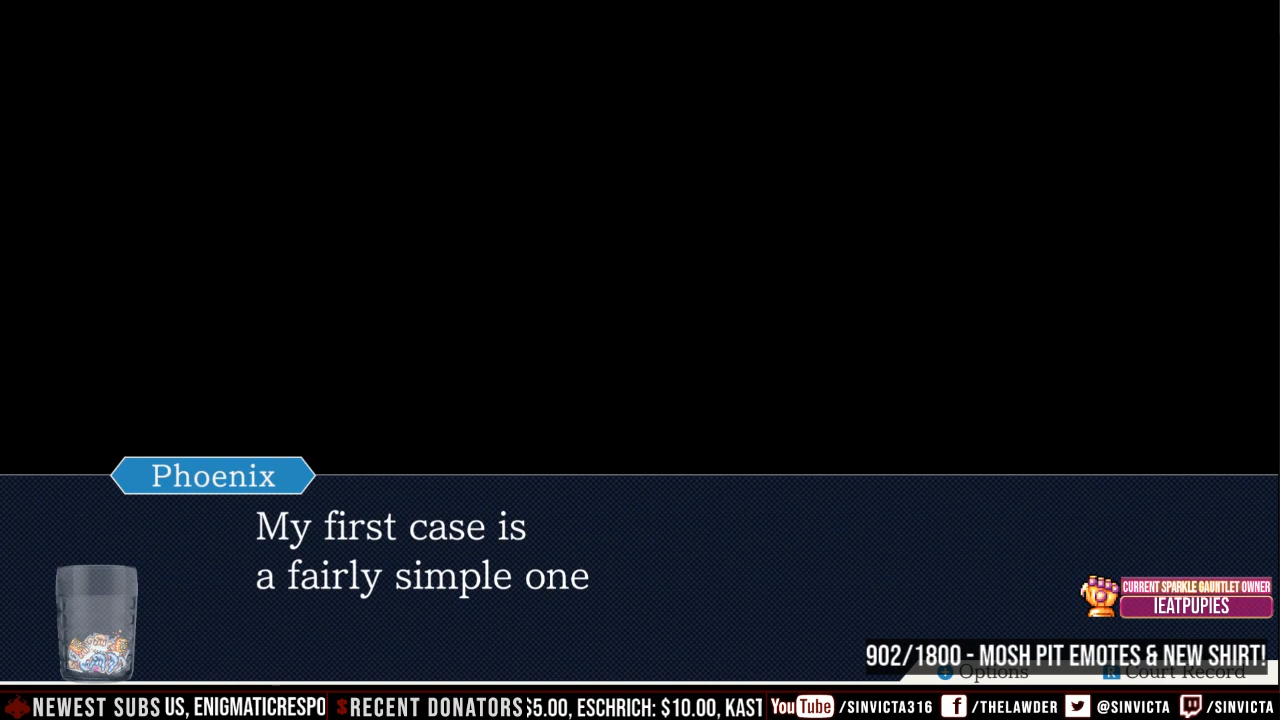 Phoenix
My first case is
a fairly simple one
CURRENT SPARKLE GAUNTLET OWNER
IEATPUPIES
902/1800 - MOSH PIT EMOTES & NEW SHIRT!
Options
R Court Record
NEWEST SUBS US, ENIGMATICRESPO $ RECENT DONATORS $5.00, ESCHRICH: $10.00, KAST YouTube /SINVICTA316 f /THELAWDER @SINVICTA /SINVICTA